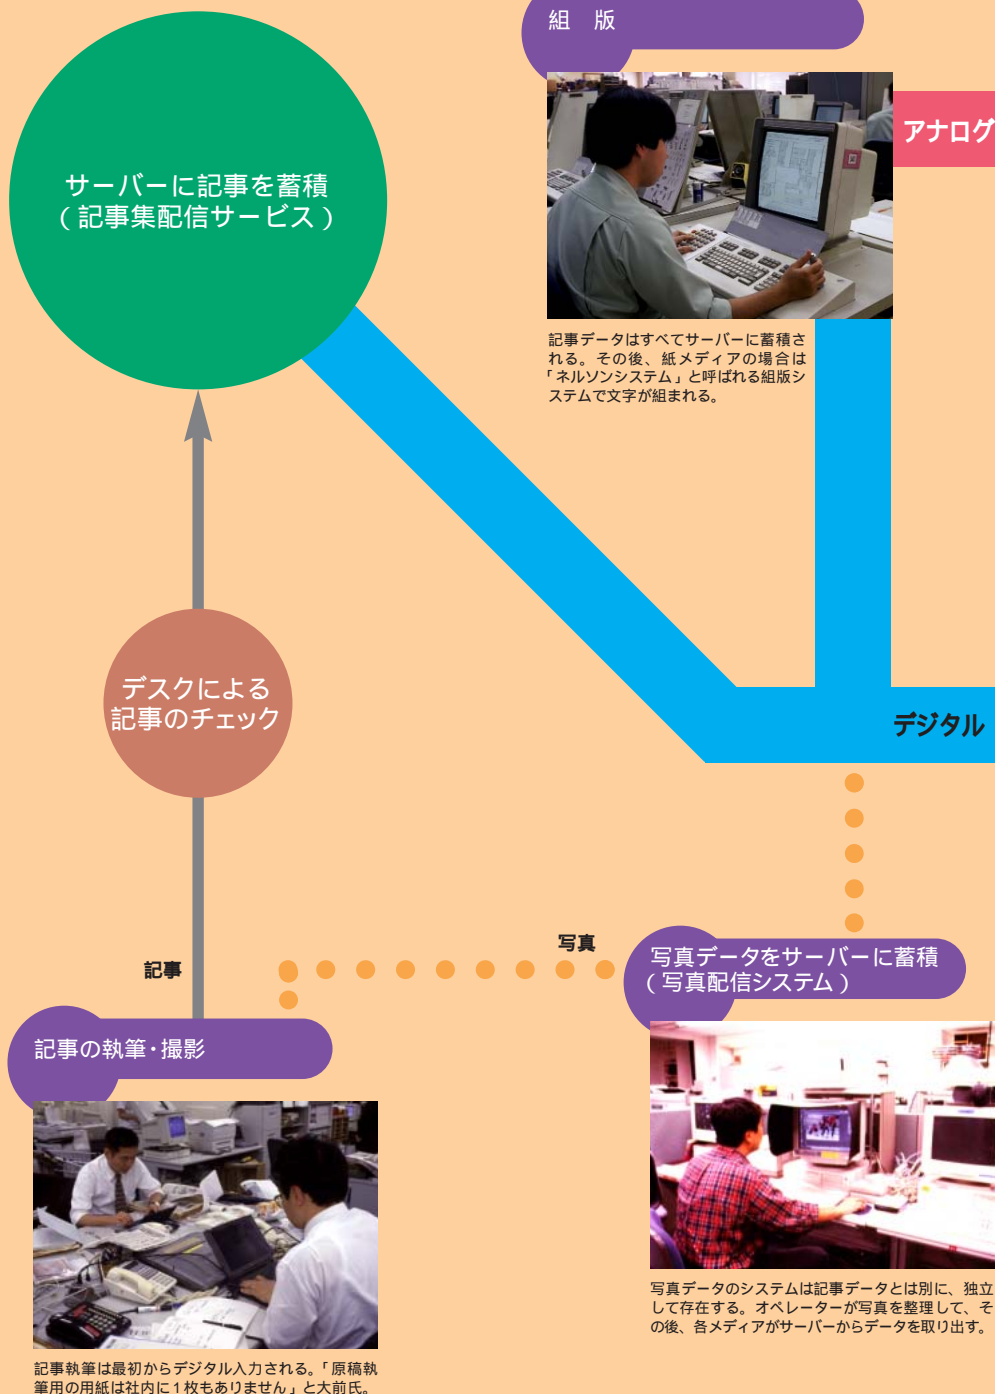 組　版
アナログ
サーバーに記事を蓄積
（記事集配信サービス）
記事データはすべてサーバーに蓄積さ
れる。その後、紙メディアの場合は
「ネルソンシステム」と呼ばれる組版シ
ステムで文字が組まれる。
デスクによる
記事のチェック
デジタル
写真
記事
写真データをサーバーに蓄積
（写真配信システム）
記事の執筆・撮影
写真データのシステムは記事データとは別に、独立
して存在する。オペレーターが写真を整理して、そ
の後、各メディアがサーバーからデータを取り出す。
記事執筆は最初からデジタル入力される。「原稿執
筆用の用紙は社内に1枚もありません」と大前氏。